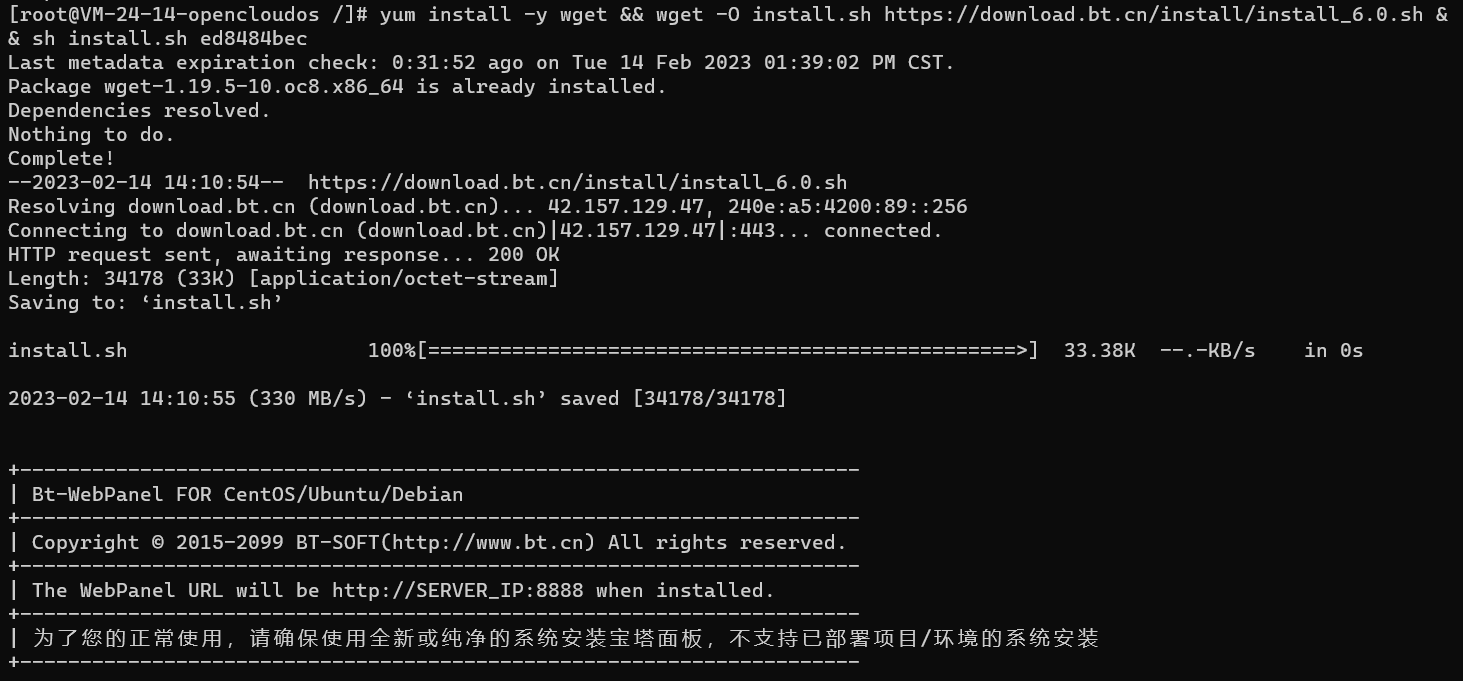 [root@VM-24-14-opencloudos /]# yum install -y wget && wget -O install.sh https://download.bt.cn/install/install_6.0.sh &
& sh install.sh ed8484bec
Last metadata expiration check: 0:31:52 ago on Tue 14 Feb 2023 01:39:02 PM CST.
Package wget-1.19.5-10.oc8.x86_64 is already installed.
Dependencies resolved.
Nothing to do.
Complete!
--2023-02-14 14:10:54--  https://download.bt.cn/install/install_6.0.sh
Resolving download.bt.cn (download.bt.cn)... 42.157.129.47, 240e:a5:4200:89::256
Connecting to download.bt.cn (download.bt.cn)|42.157.129.47|:443... connected.
HTTP request sent, awaiting response... 200 OK
Length: 34178 (33K) [application/octet-stream]
Saving to: ‘install.sh’
install.sh                    100%[=================================================>]  33.38K  --.-KB/s    in 0s
2023-02-14 14:10:55 (330 MB/s) - ‘install.sh’ saved [34178/34178]
+----------------------------------------------------------------------
| Bt-WebPanel FOR CentOS/Ubuntu/Debian
+----------------------------------------------------------------------
| Copyright © 2015-2099 BT-SOFT(http://www.bt.cn) All rights reserved.
+----------------------------------------------------------------------
| The WebPanel URL will be http://SERVER_IP:8888 when installed.
+----------------------------------------------------------------------
| 为了您的正常使用，请确保使用全新或纯净的系统安装宝塔面板，不支持已部署项目/环境的系统安装
+----------------------------------------------------------------------